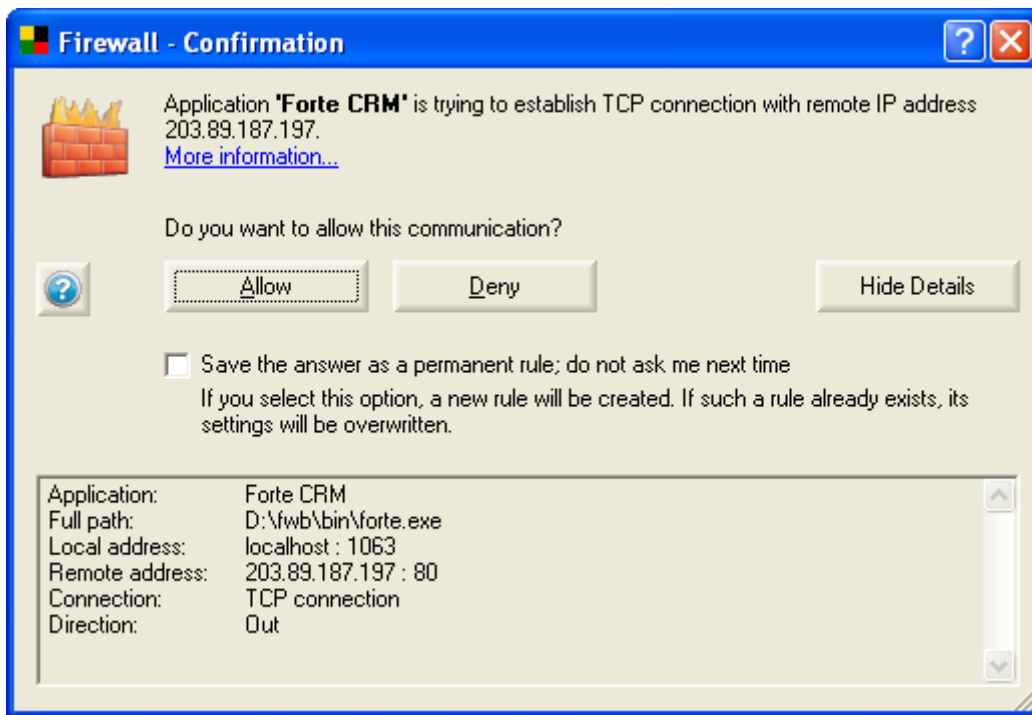 Firewall - Confirmation
Application 'Forte CRM' is trying to establish TCP connection with remote IP address
203.89.187.197.
More information...
Do you want to allow this communication?
Allow Deny Hide Details
Save the answer as a permanent rule; do not ask me next time
If you select this option, a new rule will be created. If such a rule already exists, its
settings will be overwritten.
Application: Forte CRM
Full path: D:\fwb\bin\forte.exe
Local address: localhost : 1063
Remote address: 203.89.187.197 : 80
Connection: TCP connection
Direction: Out